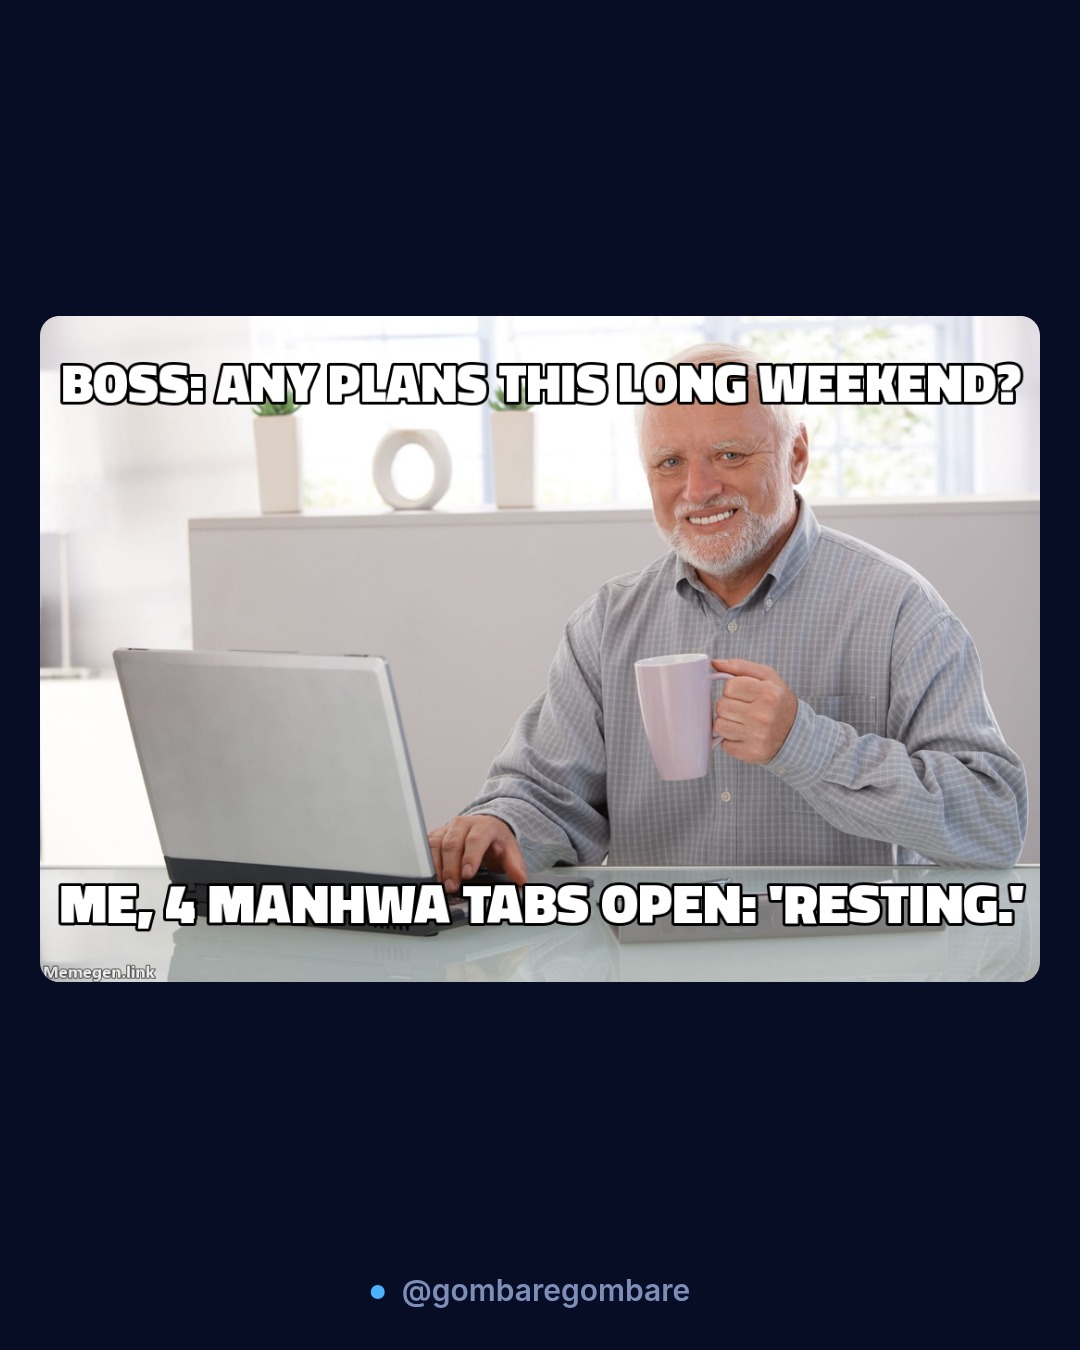 BOSS: ANY PLANS THIS LONG WEEKEND?
ME, 4 MANHWA TABS OPEN: 'RESTING.'
Memegen.link
@gombaregombare